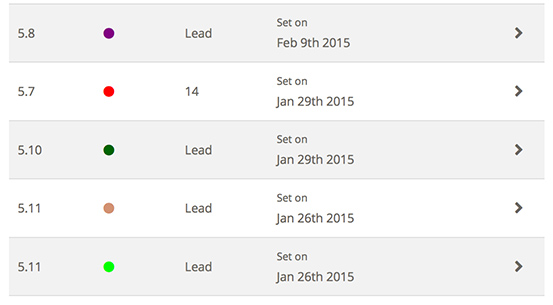 5.8 Lead Set on
Feb 9th 2015
5.7 14 Set on
Jan 29th 2015
5.10 Lead Set on
Jan 29th 2015
5.11 Lead Set on
Jan 26th 2015
5.11 Lead Set on
Jan 26th 2015